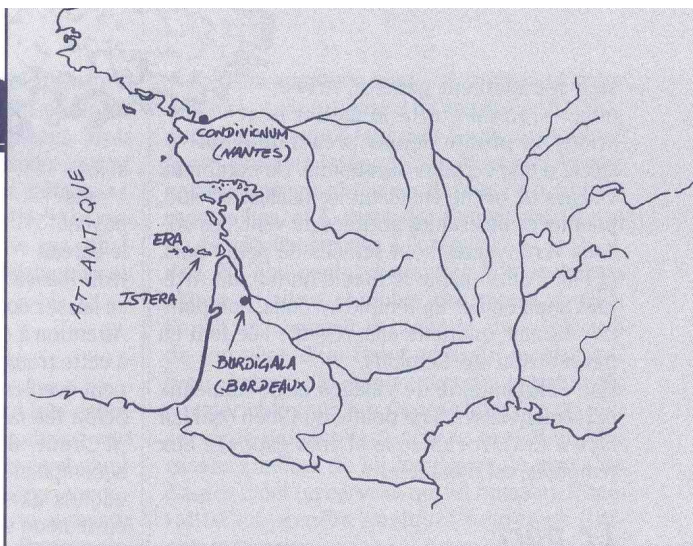 CONDIVICNUM
(NANTES)
ATLANTIQUE
ERA
ISTERA
BURDIGALA
(BORDEAUX)